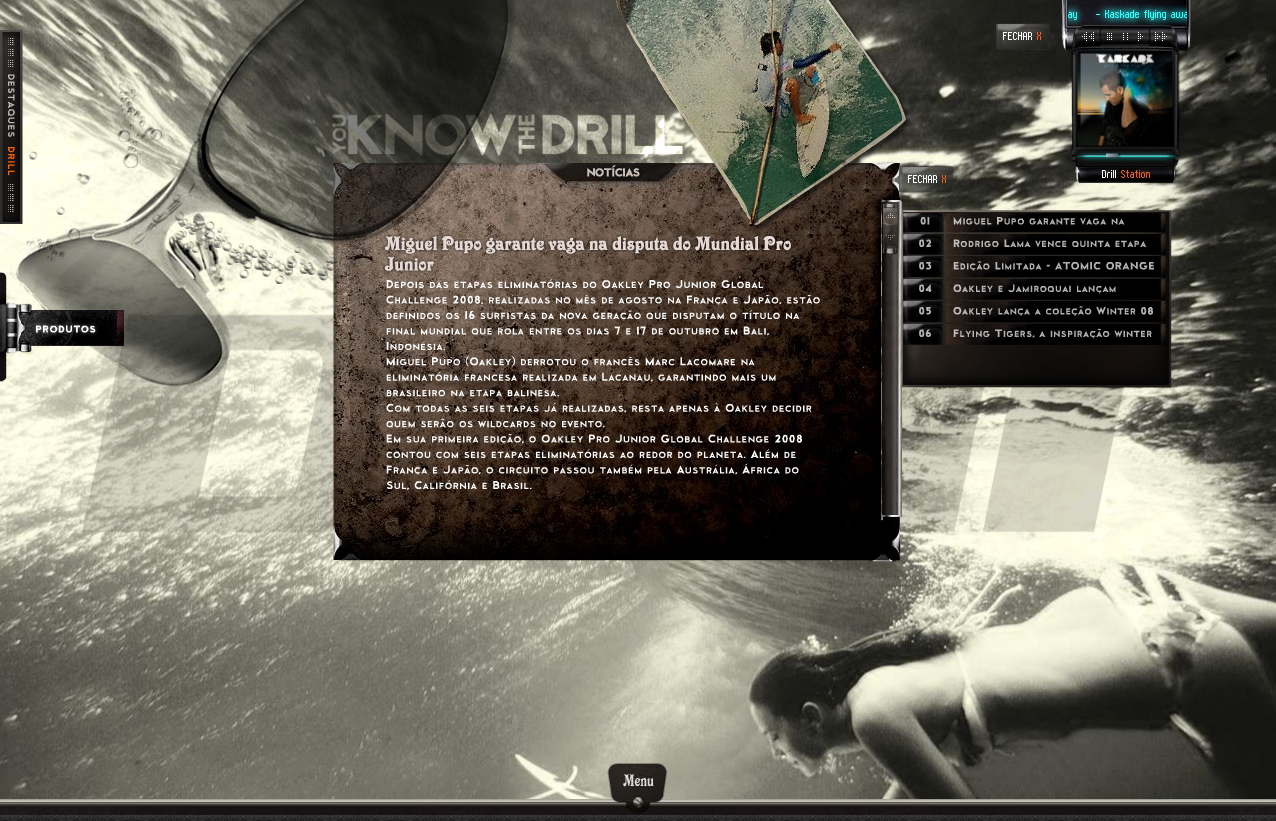 ay - Kaskade flying awa
FECHAR X
KASKADE
Drill Station
DESTAQUES DRILL
YOU KNOW THE DRILL
NOTÍCIAS
FECHAR X
Miguel Pupo garante vaga na disputa do Mundial Pro
Junior
Depois das etapas eliminatórias do Oakley Pro Junior Global
Challenge 2008, realizadas no mês de agosto na França e Japão, estão
definidos os 16 surfistas da nova geração que disputam o título na
final mundial que rola entre os dias 7 e 17 de outubro em Bali,
Indonésia.
Miguel Pupo (Oakley) derrotou o francês Marc Lacomare na
eliminatória francesa realizada em Lacanau, garantindo mais um
brasileiro na etapa balinesa.
Com todas as seis etapas já realizadas, resta apenas à Oakley decidir
quem serão os wildcards no evento.
Em sua primeira edição, o Oakley Pro Junior Global Challenge 2008
contou com seis etapas eliminatórias ao redor do planeta. Além de
França e Japão, o circuito passou também pela Austrália, África do
Sul, Califórnia e Brasil.
01 Miguel Pupo garante vaga na
02 Rodrigo Lama vence quinta etapa
03 Edição Limitada - ATOMIC ORANGE
04 Oakley e Jamiroquai lançam
05 Oakley lança a coleção Winter 08
06 Flying Tigers, a inspiração winter
PRODUTOS
Menu